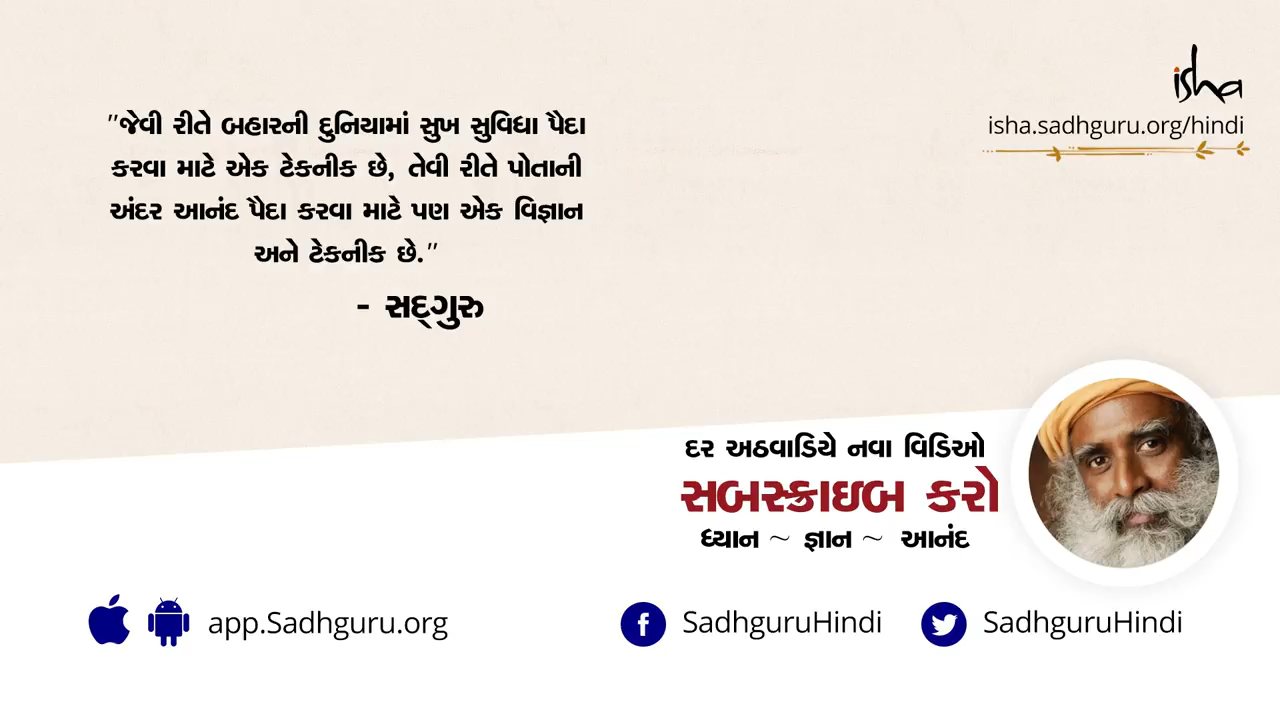 isha
isha.sadhguru.org/hindi
"જેવી રીતે બહારની દુનિયામાં સુખ સુવિધા પૈદા
કરવા માટે એક ટેકનીક છે, તેવી રીતે પોતાની
અંદર આનંદ પૈદા કરવા માટે પણ એક વિજ્ઞાન
અને ટેકનીક છે."
- સદ્‌ગુરુ
દર અઠવાડિયે નવા વિડિઓ
સબસ્ક્રાઇબ કરો
ધ્યાન ~ જ્ઞાન ~ આનંદ
app.Sadhguru.org
SadhguruHindi
SadhguruHindi